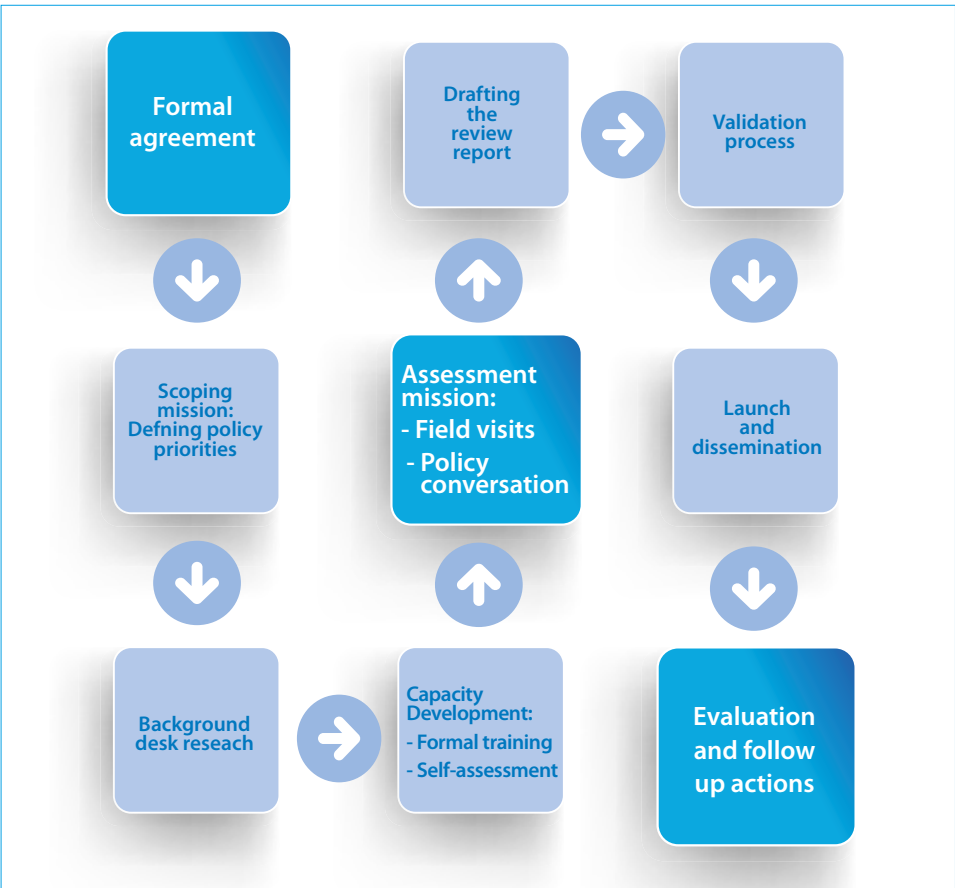 Formal
agreement
Scoping
mission:
Defning policy
priorities
Background
desk reseach
Capacity
Development:
- Formal training
- Self-assessment
Assessment
mission:
- Field visits
- Policy
conversation
Drafting
the
review
report
Validation
process
Launch
and
dissemination
Evaluation
and follow
up actions